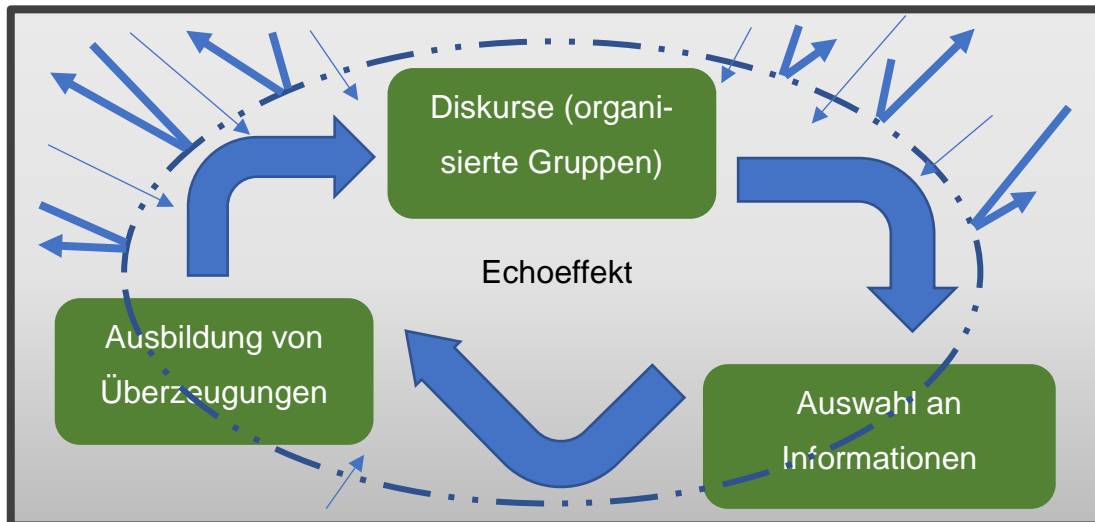 Diskurse (organi-
sierte Gruppen)
Echoeffekt
Ausbildung von
Überzeugungen
Auswahl an
Informationen